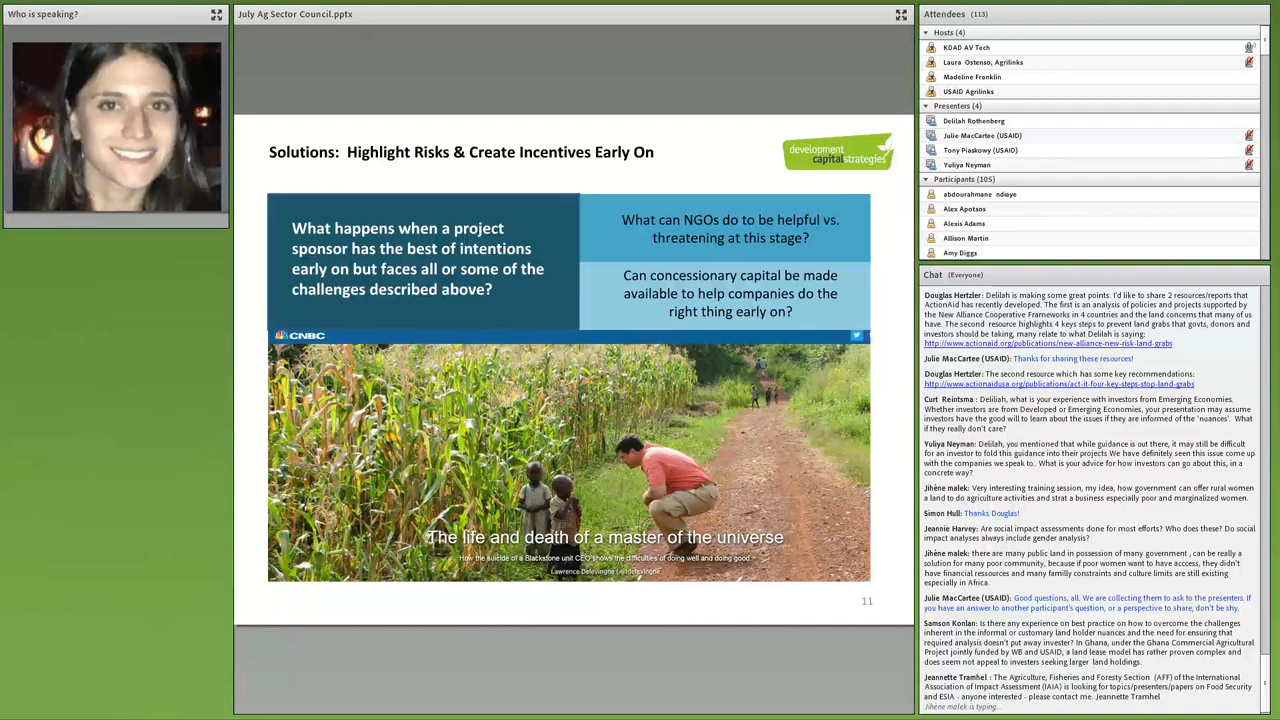 Who is speaking?
July Ag Sector Council.pptx
Solutions: Highlight Risks & Create Incentives Early On
development
capitalstrategies
What happens when a project
sponsor has the best of intentions
early on but faces all or some of the
challenges described above?
What can NGOs do to be helpful vs.
threatening at this stage?
Can concessionary capital be made
available to help companies do the
right thing early on?
CNBC
The life and death of a master of the universe
How the suicide of a Blackstone unit CEO shows the difficulties of doing well and doing good.
Lawrence Delevingne | @ldelevingne
11
Attendees (113)
Hosts (4)
KDAD AV Tech
Laura Ostenso, Agrilinks
Madeline Franklin
USAID Agrilinks
Presenters (4)
Delilah Rothenberg
Julie MacCartee (USAID)
Tony Piaskowy (USAID)
Yuliya Neyman
Participants (105)
abdourahmane ndiaye
Alex Apotsos
Alexis Adams
Allison Martin
Amy Diggs
Chat (Everyone)
Douglas Hertzler: Delilah is making some great points. I'd like to share 2 resources/reports that
ActionAid has recently developed. The first is an analysis of policies and projects supported by
the New Alliance Cooperative Frameworks in 4 countries and the land concerns that many of us
have. The second resource highlights 4 keys steps to prevent land grabs that govts, donors and
investors should be taking, many relate to what Delilah is saying:
http://www.actionaid.org/publications/new-alliance-new-risk-land-grabs
Julie MacCartee (USAID): Thanks for sharing these resources!
Douglas Hertzler: The second resource which has some key recommendations:
http://www.actionaidusa.org/publications/act-it-four-key-steps-stop-land-grabs
Curt Reintsma : Deliliah, what is your experience with investors from Emerging Economies.
Whether investors are from Developed or Emerging Economies, your presentation may assume
investors have the good will to learn about the issues if they are informed of the 'nuances'. What
if they really don't care?
Yuliya Neyman: Delilah, you mentioned that while guidance is out there, it may still be difficult
for an investor to fold this guidance into their projects We have definitely seen this issue come up
with the companies we speak to.. What is your advice for how investors can go about this, in a
concrete way?
Jihène malek: Very interesting training session, my idea, how government can offer rural women
a land to do agriculture activities and strat a business especially poor and marginalized women.
Simon Hull: Thanks Douglas!
Jeannie Harvey: Are social impact assessments done for most efforts? Who does these? Do social
impact analyses always include gender analysis?
Jihène malek: there are many public land in possession of many government , can be really a
solution for many poor community, because if poor women want to have acccess, they didn't
have financial resources and many familly constraints and culture limits are still existing
especially in Africa.
Julie MacCartee (USAID): Good questions, all. We are collecting them to ask to the presenters. If
you have an answer to another participant's question, or a perspective to share, don't be shy.
Samson Konlan: Is there any experience on best practice on how to overcome the challenges
inherent in the informal or customary land holder nuances and the need for ensuring that
required analysis doesn't put away invester? In Ghana, under the Ghana Commercial Agricultural
Project jointly funded by WB and USAID, a land lease model has rather proven complex and
does seem not appeal to investers seeking larger land holdings.
Jeannette Tramhel : The Agriculture, Fisheries and Foresty Section (AFF) of the International
Association of Impact Assessment (IAIA) is looking for topics/presenters/papers on Food Security
and ESIA - anyone interested - please contact me. Jeannette Tramhel
Jihène malek is typing...